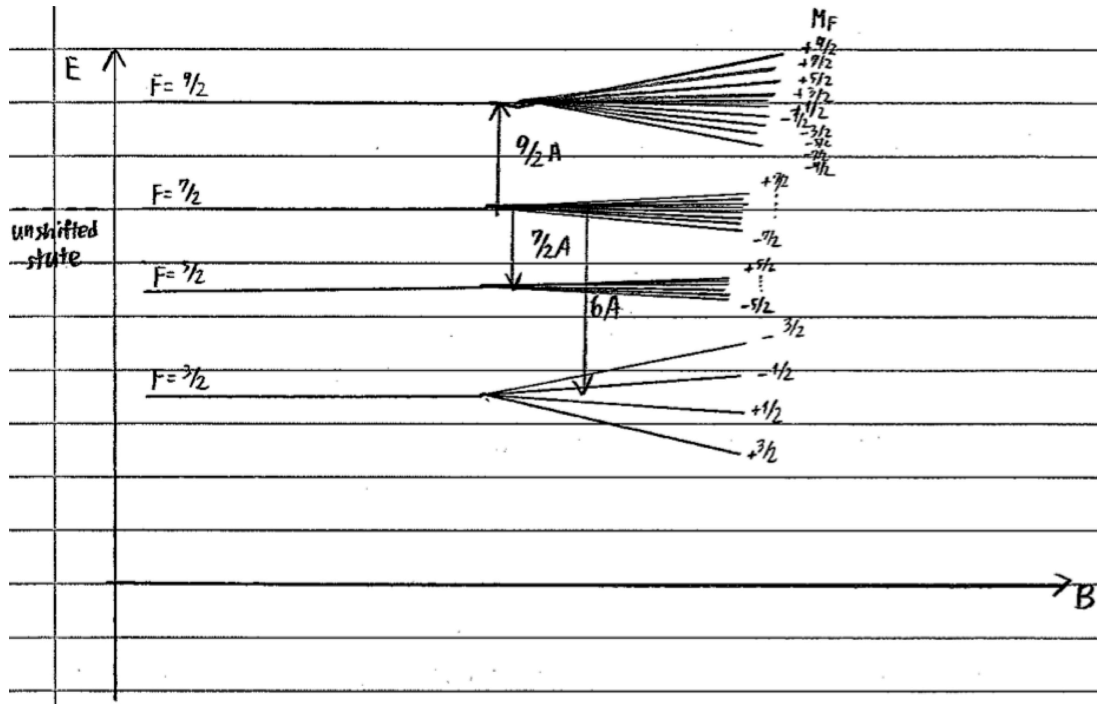 M_F
E
F = 9/2
+9/2
+7/2
+5/2
+3/2
+1/2
-1/2
-3/2
-5/2
-7/2
-9/2
9/2 A
F = 7/2
+7/2
-7/2
unshifted
state
7/2 A
F = 5/2
+5/2
-5/2
6A
F = 3/2
- 3/2
-1/2
+1/2
+3/2
B